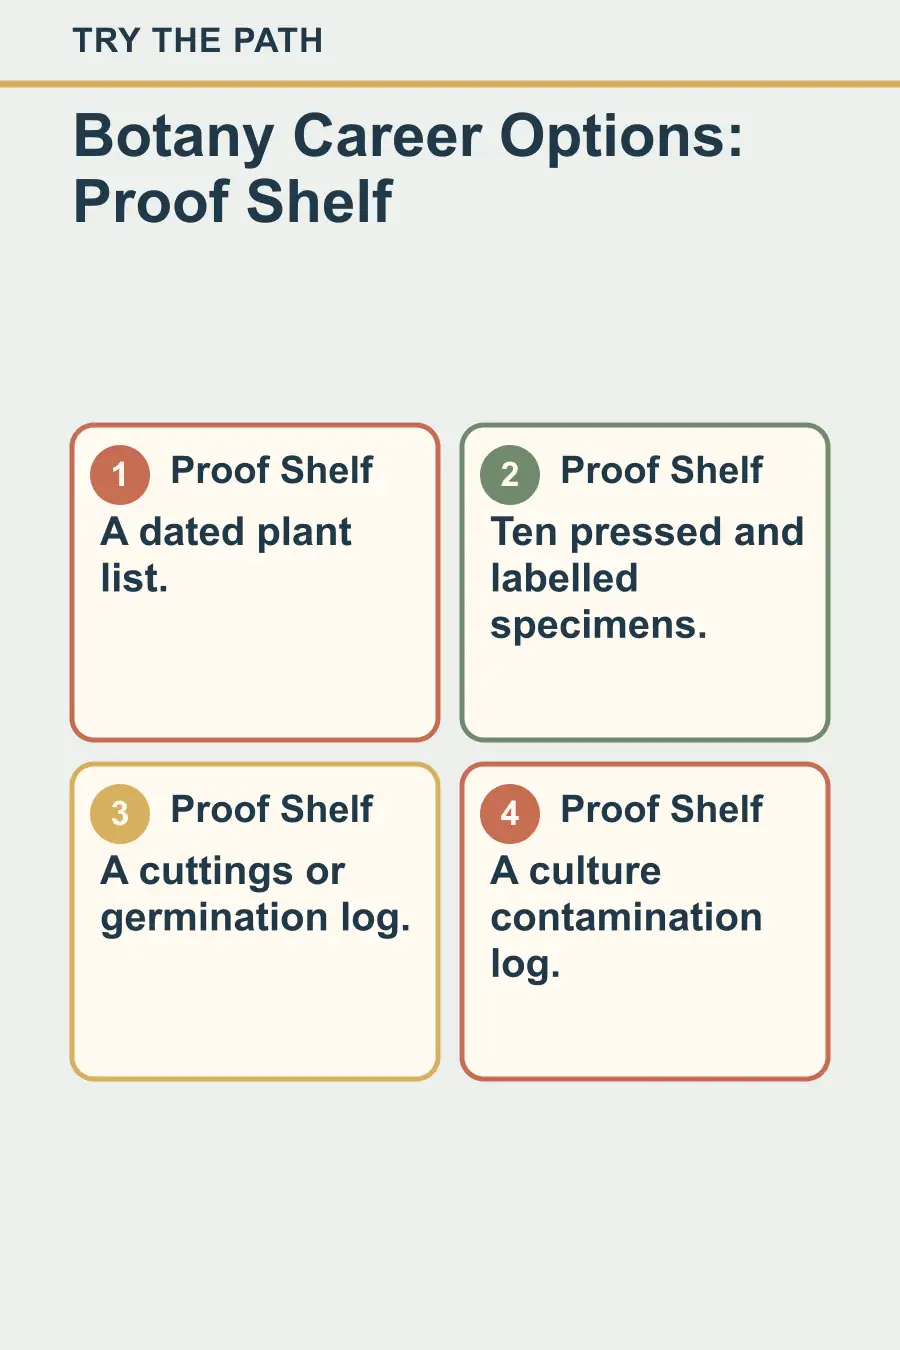 TRY THE PATH
Botany Career Options:
Proof Shelf
1 Proof Shelf
A dated plant
list.
2 Proof Shelf
Ten pressed and
labelled
specimens.
3 Proof Shelf
A cuttings or
germination log.
4 Proof Shelf
A culture
contamination
log.